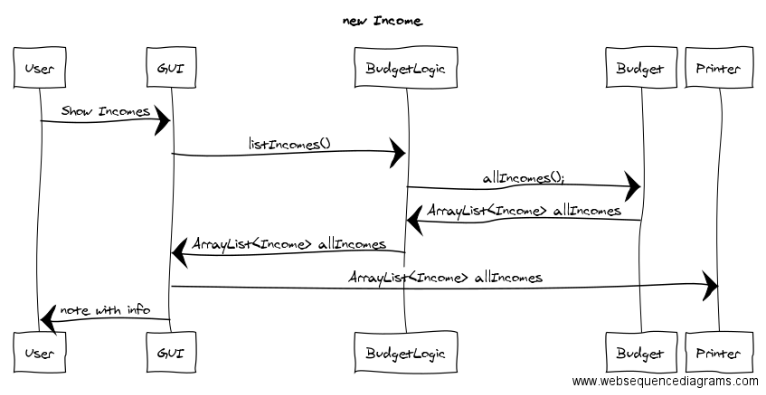 new Income
User GUI BudgetLogic Budget Printer
Show Incomes
listIncomes()
allIncomes();
ArrayList<Income> allIncomes
ArrayList<Income> allIncomes
ArrayList<Income> allIncomes
note with info
User GUI BudgetLogic Budget Printer
www.websequencediagrams.com